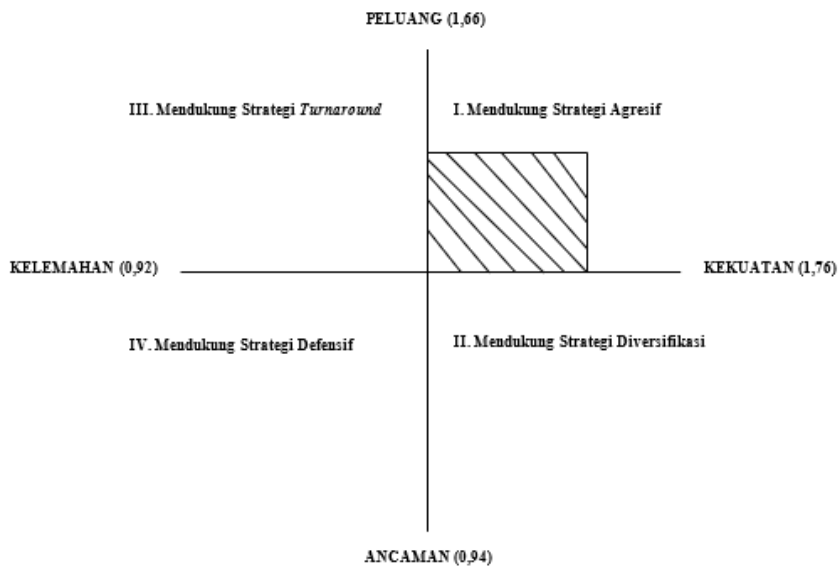 PELUANG (1,66)
III. Mendukung Strategi Turnaround
I. Mendukung Strategi Agresif
KELEMAHAN (0,92)
KEKUATAN (1,76)
IV. Mendukung Strategi Defensif
II. Mendukung Strategi Diversifikasi
ANCAMAN (0,94)